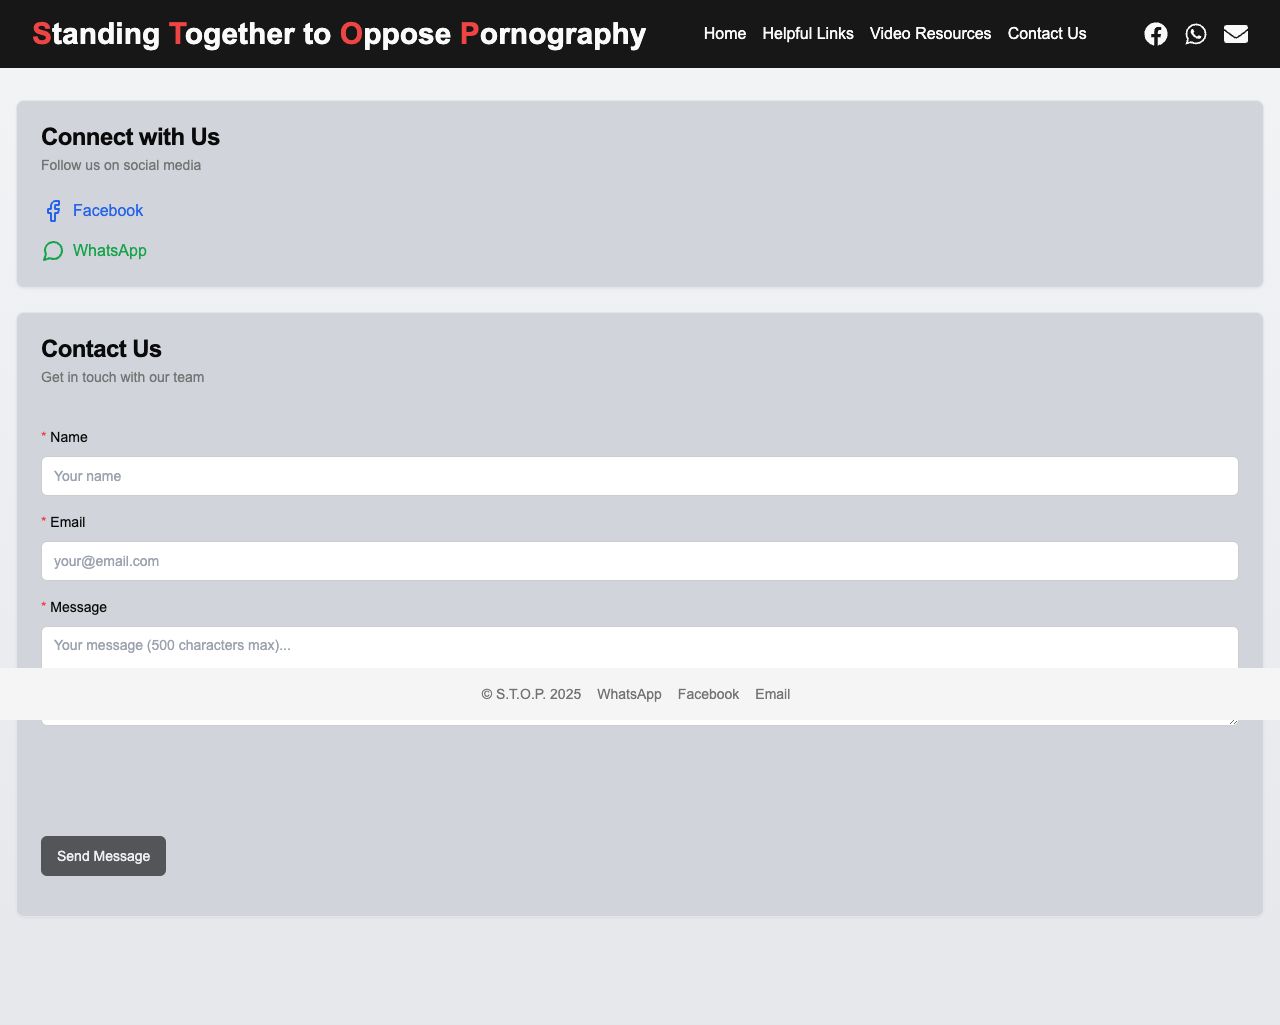 Standing Together to Oppose Pornography
Home Helpful Links Video Resources Contact Us
Connect with Us
Follow us on social media
Facebook
WhatsApp
Contact Us
Get in touch with our team
* Name
Your name
* Email
your@email.com
* Message
Your message (500 characters max)...
© S.T.O.P. 2025 WhatsApp Facebook Email
Send Message